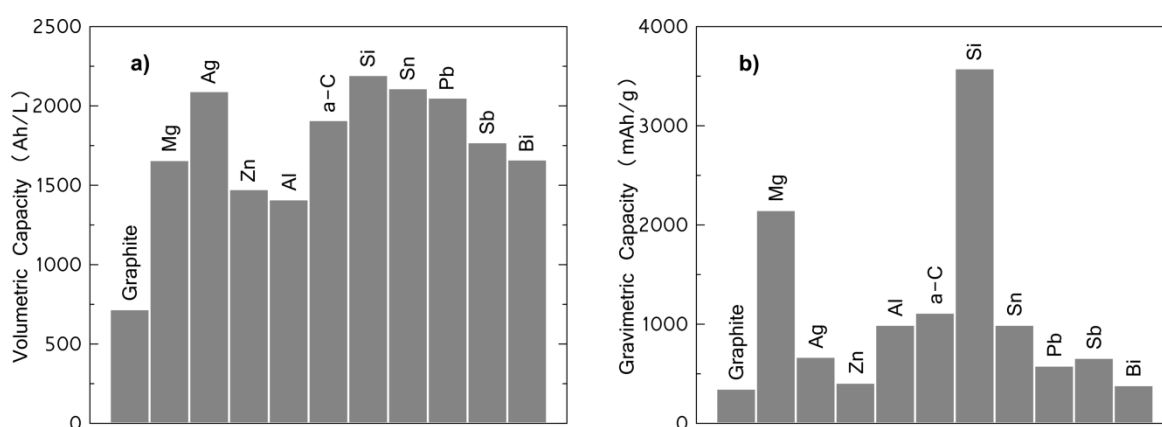 a)
Volumetric Capacity (Ah/L)
2500
2000
1500
1000
500
0
Graphite
Mg
Ag
Zn
Al
a-C
Si
Sn
Pb
Sb
Bi
b)
Gravimetric Capacity (mAh/g)
4000
3000
2000
1000
0
Graphite
Mg
Ag
Zn
Al
a-C
Si
Sn
Pb
Sb
Bi